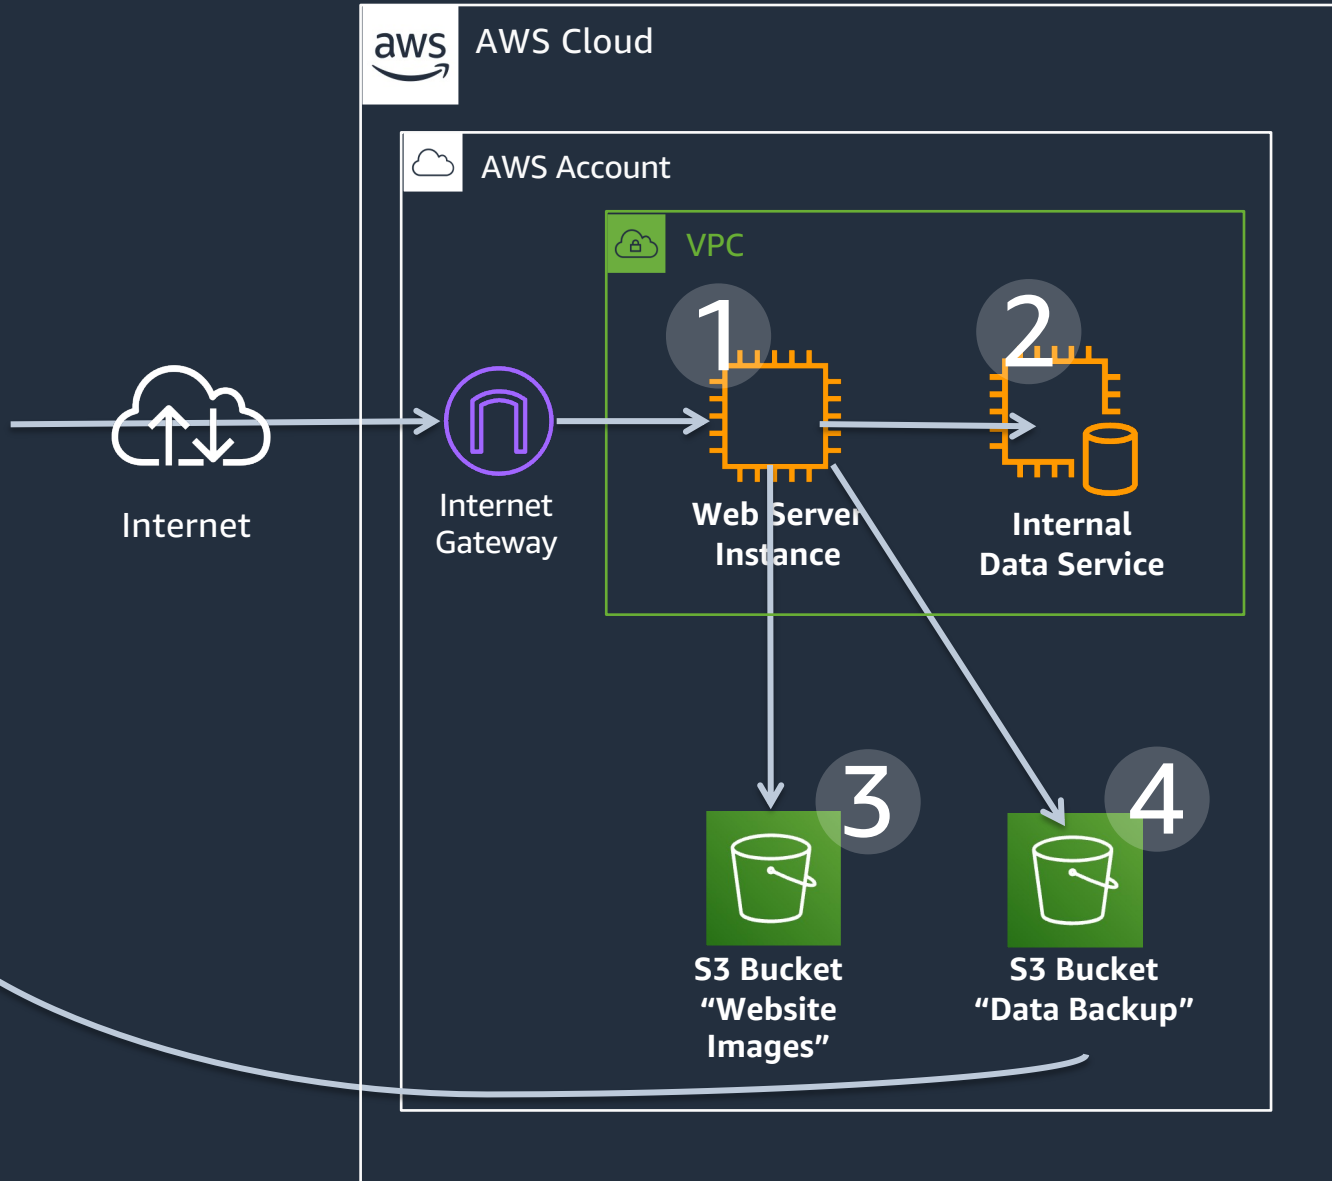 aws
AWS Cloud
AWS Account
VPC
1
2
Internet
Internet
Gateway
Web Server
Instance
Internal
Data Service
3
4
S3 Bucket
“Website
Images”
S3 Bucket
“Data Backup”